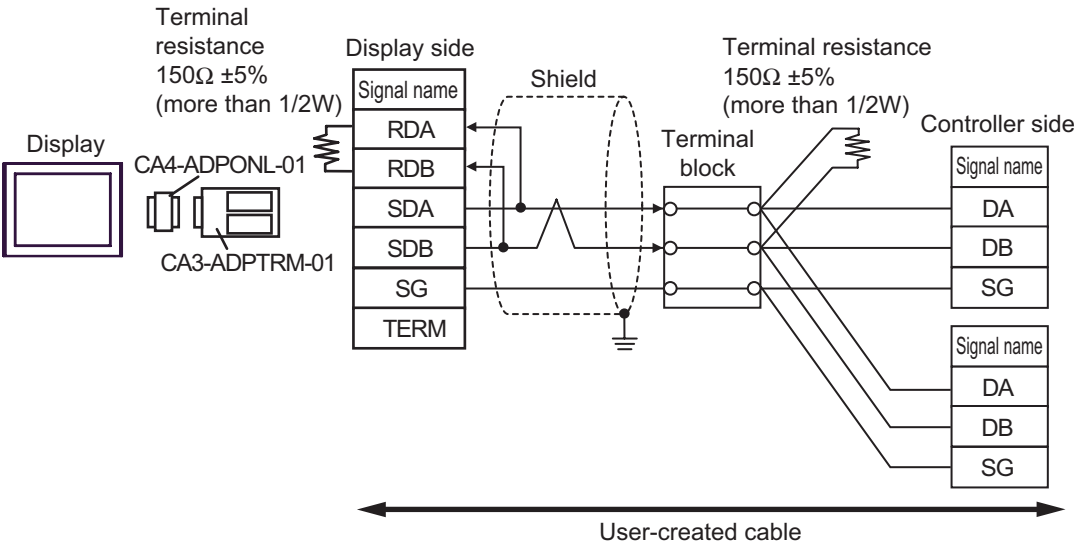 Terminal
resistance
150Ω ±5%
(more than 1/2W)
Display side
Shield
Terminal resistance
150Ω ±5%
(more than 1/2W)
Controller side
Display
CA4-ADPONL-01
CA3-ADPTRM-01
Signal name
RDA
RDB
SDA
SDB
SG
TERM
Terminal
block
Signal name
DA
DB
SG
Signal name
DA
DB
SG
User-created cable